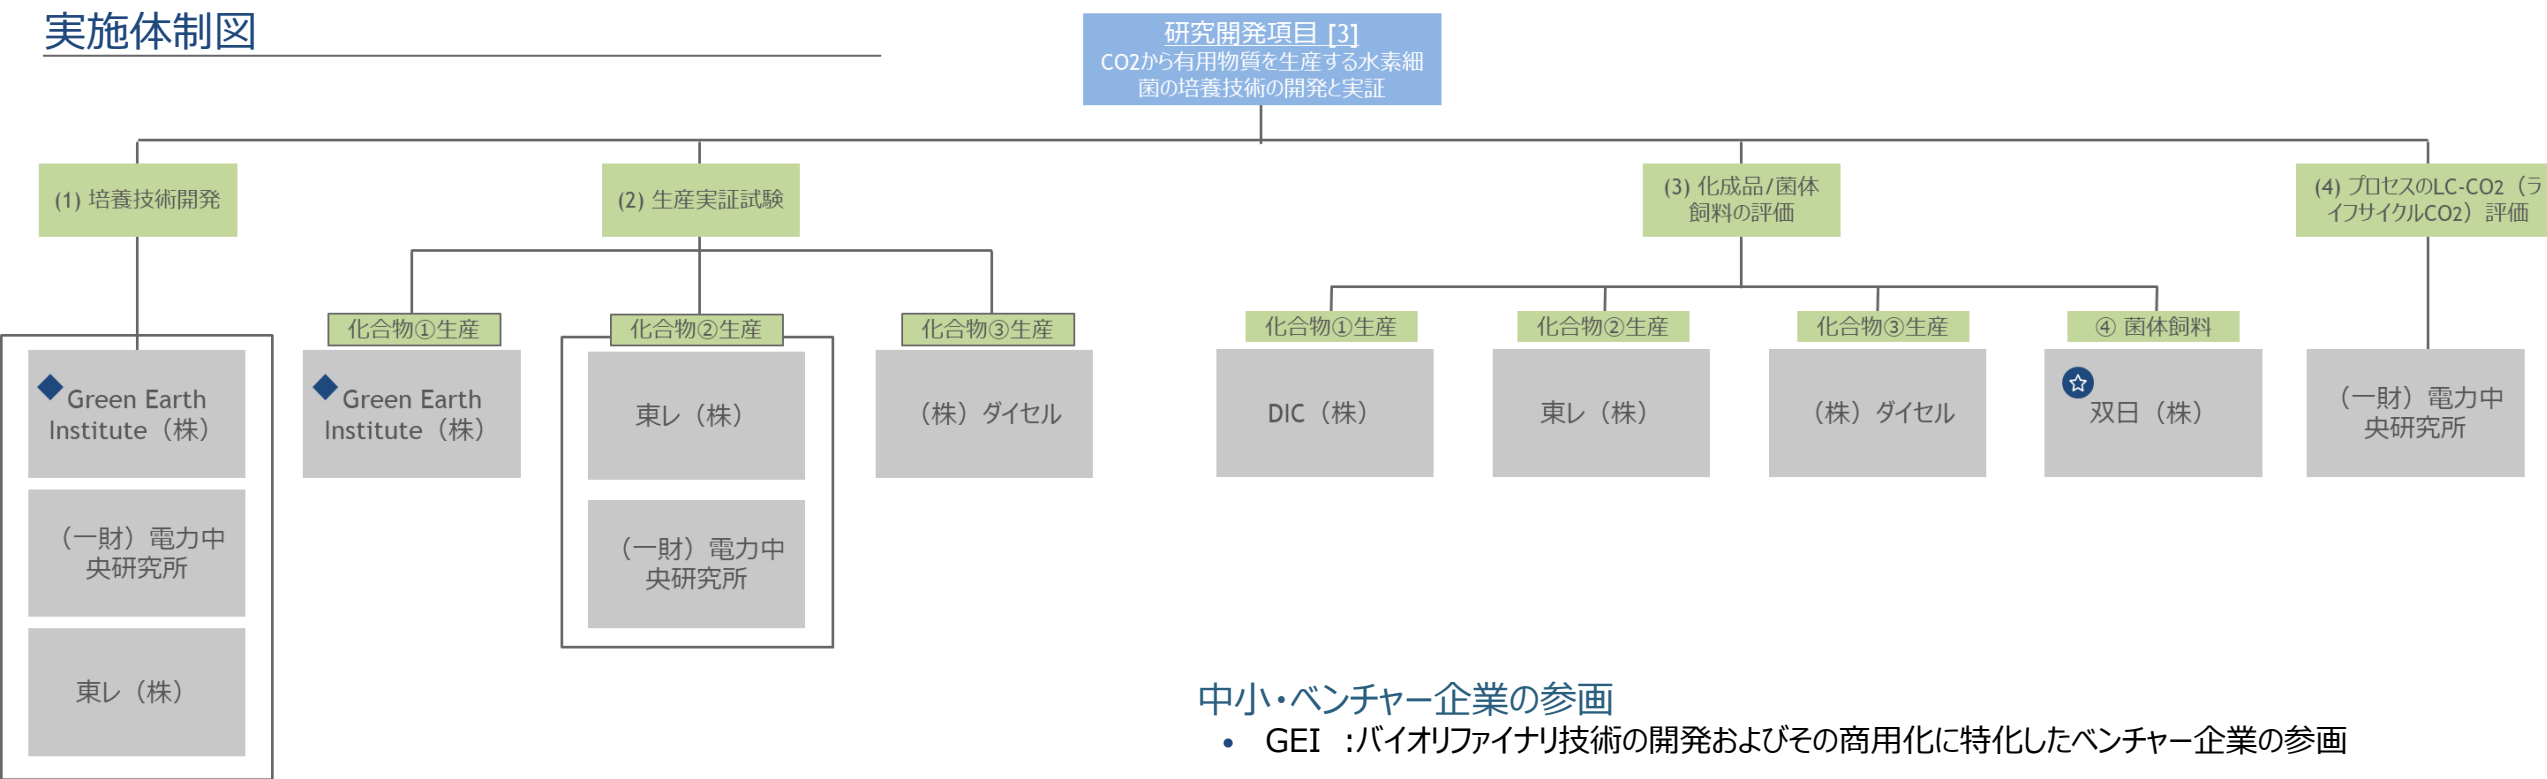 実施体制図
研究開発項目 [3]
CO2から有用物質を生産する水素細
菌の培養技術の開発と実証
(1) 培養技術開発
(2) 生産実証試験
(3) 化成品/菌体
飼料の評価
(4) プロセスのLC-CO2（ラ
イフサイクルCO2）評価
化合物①生産
化合物②生産
化合物③生産
化合物①生産
化合物②生産
化合物③生産
④ 菌体飼料
Green Earth
Institute（株）
（一財）電力中
央研究所
東レ（株）
Green Earth
Institute（株）
東レ（株）
（一財）電力中
央研究所
（株）ダイセル
DIC（株）
東レ（株）
（株）ダイセル
双日（株）
（一財）電力中
央研究所
中小・ベンチャー企業の参画
• GEI ：バイオリファイナリ技術の開発およびその商用化に特化したベンチャー企業の参画